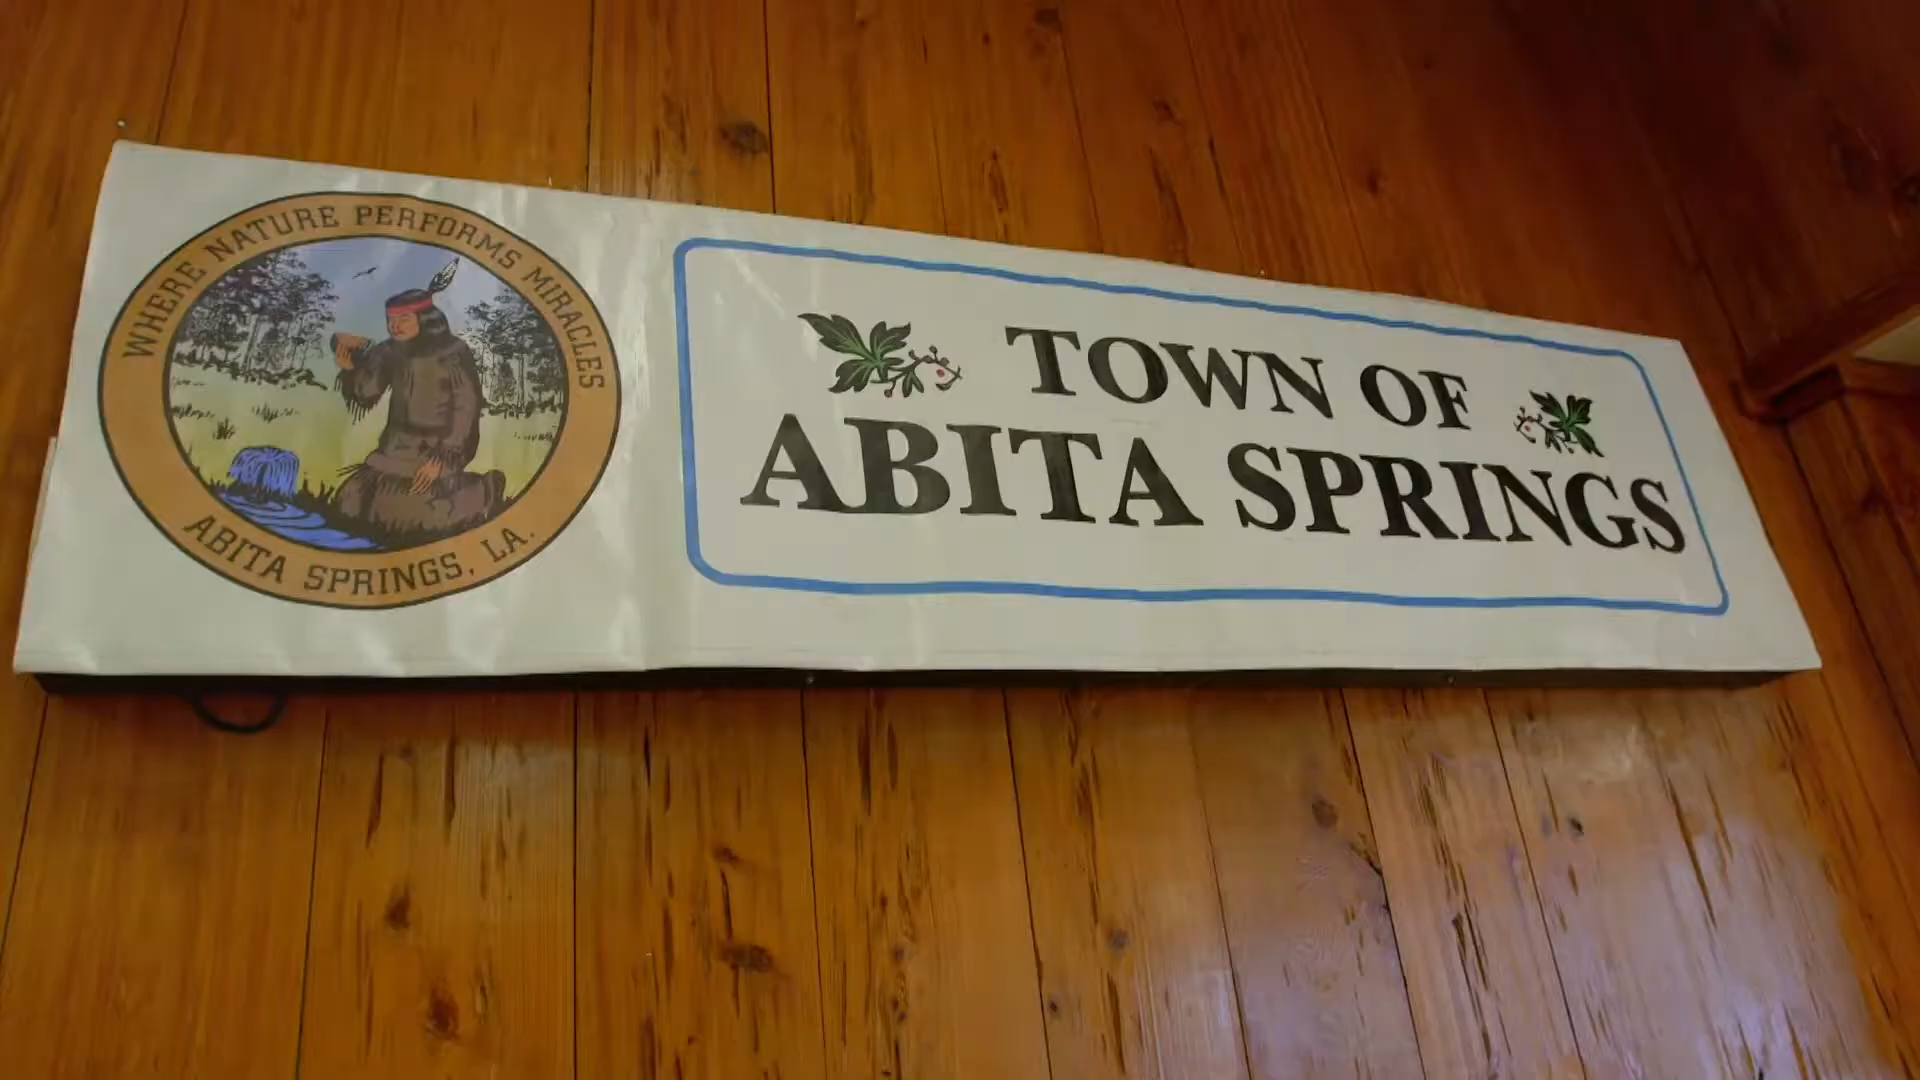 WHERE NATURE PERFORMS MIRACLES
ABITA SPRINGS, LA.
TOWN OF
ABITA SPRINGS